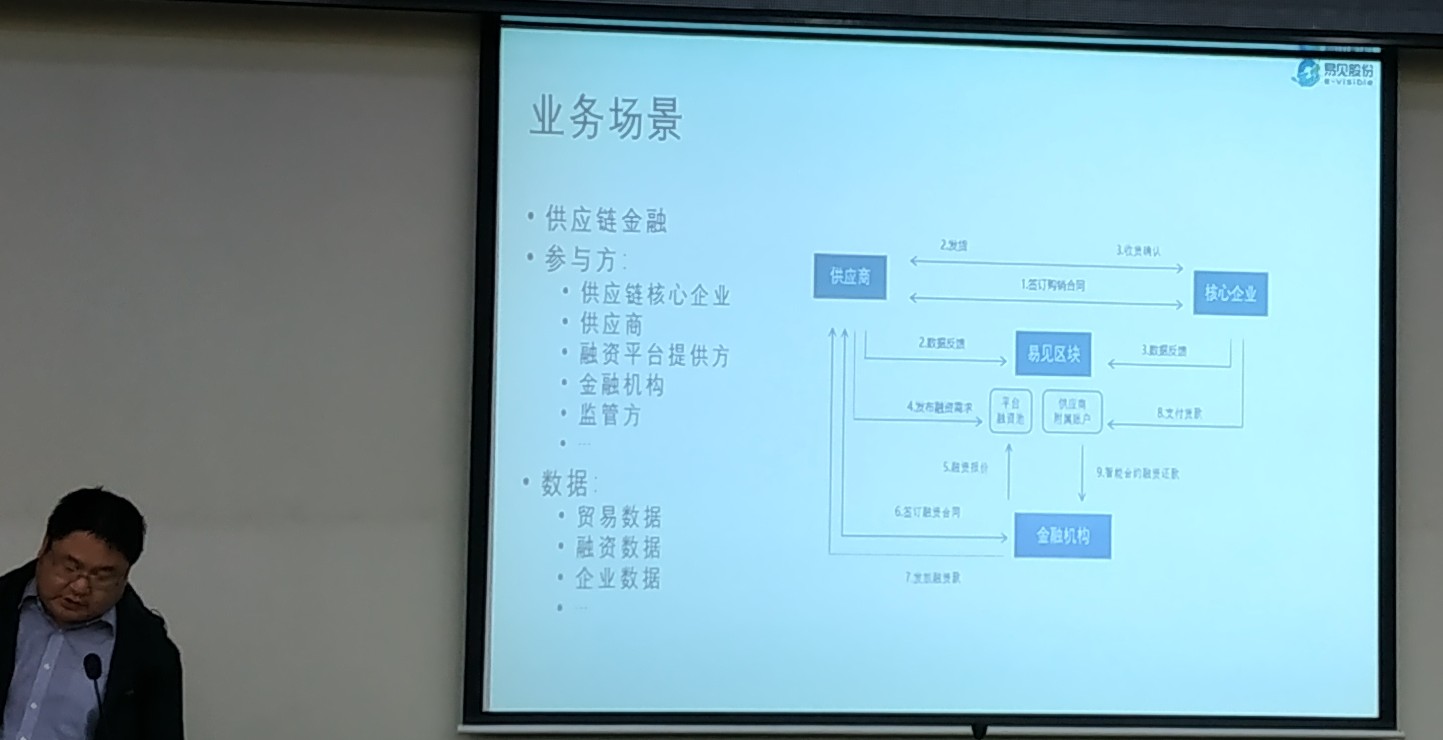 易见股份
e-visible
业务场景
• 供应链金融
• 参与方:
• 供应链核心企业
• 供应商
• 融资平台提供方
• 金融机构
• 监管方
• ...
• 数据:
• 贸易数据
• 融资数据
• 企业数据
• ...
2.发货
3.收货确认
供应商
1.签订购销合同
核心企业
2.数据反馈
易见区块
3.数据反馈
4.发布融资需求
平台
融资池
供应商
附属账户
8.支付货款
5.融资报价
9.智能合约融资还款
6.签订融资合同
金融机构
7.发放融资款